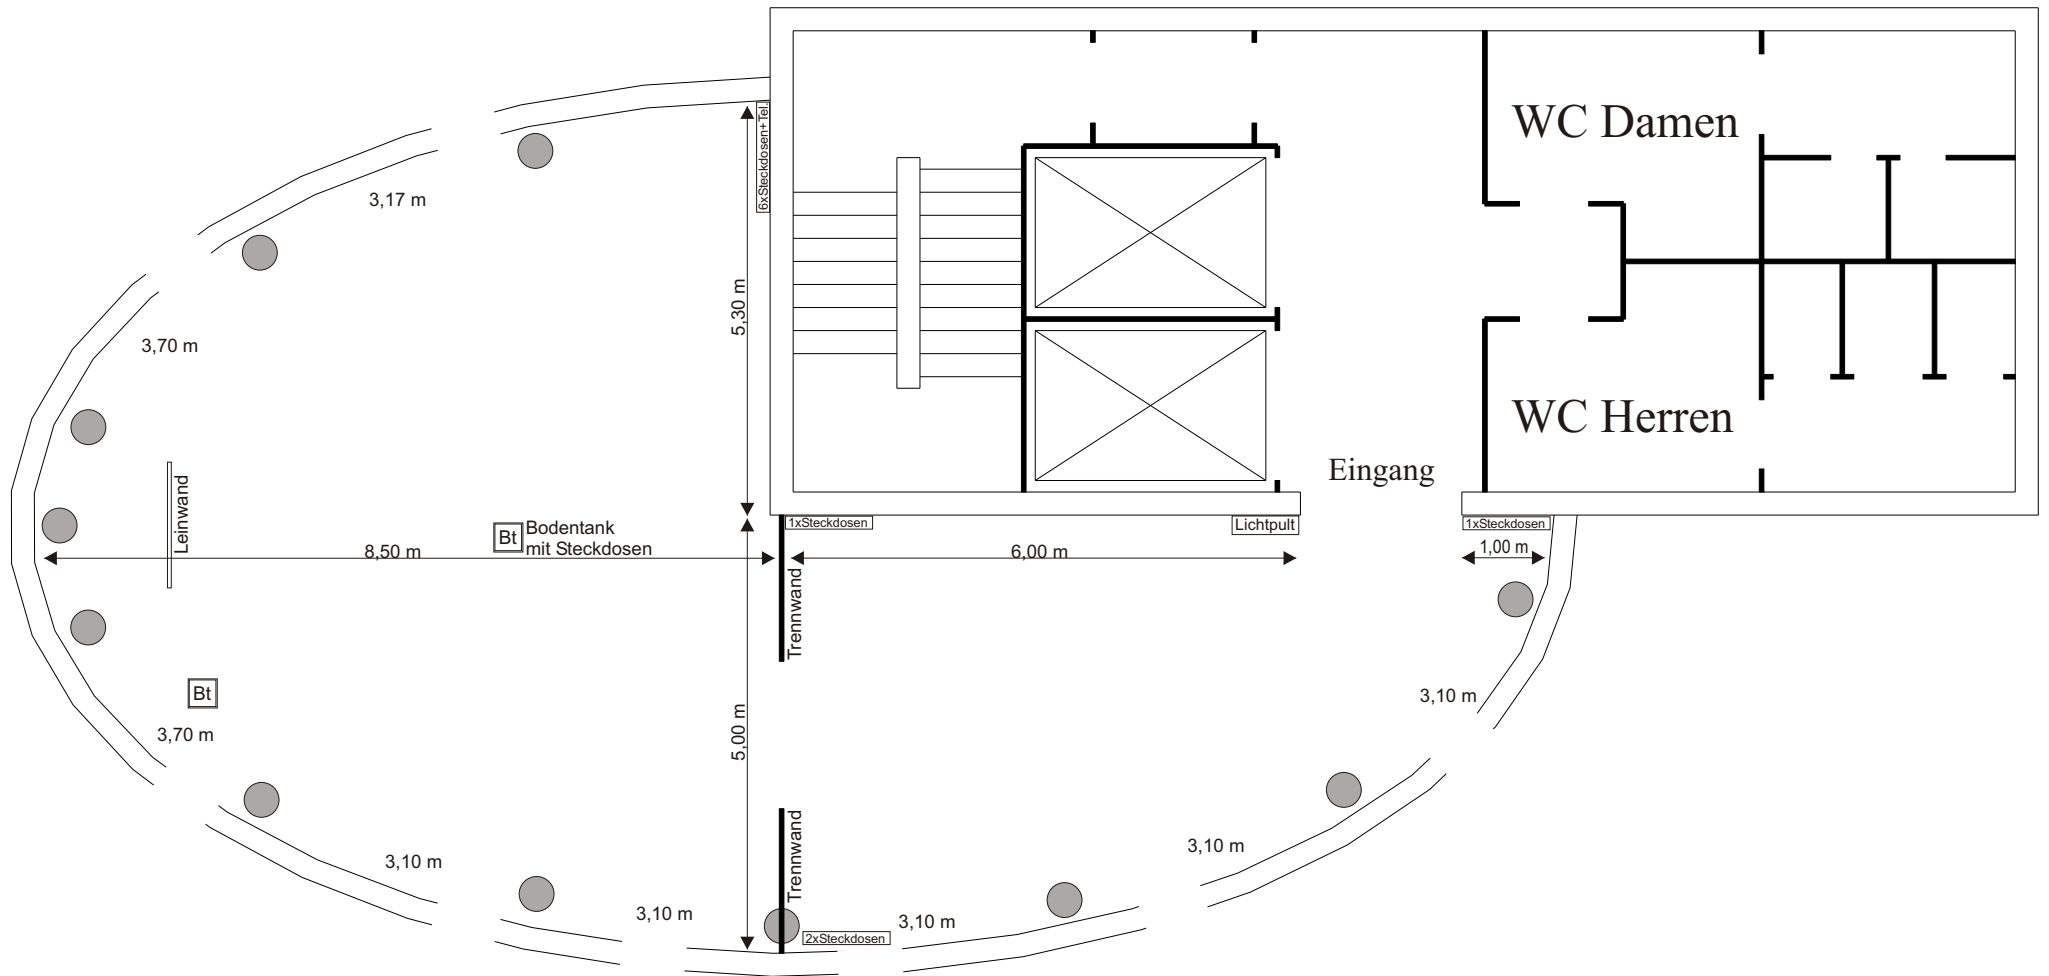 6xSteckdosen+Tel.
WC Damen
3,17 m
5,30 m
3,70 m
WC Herren
Eingang
Leinwand
Bt
Bodentank
mit Steckdosen
1xSteckdosen
Lichtpult
1xSteckdosen
8,50 m
6,00 m
1,00 m
Trennwand
Bt
3,10 m
3,70 m
5,00 m
Trennwand
3,10 m
3,10 m
3,10 m
3,10 m
2xSteckdosen